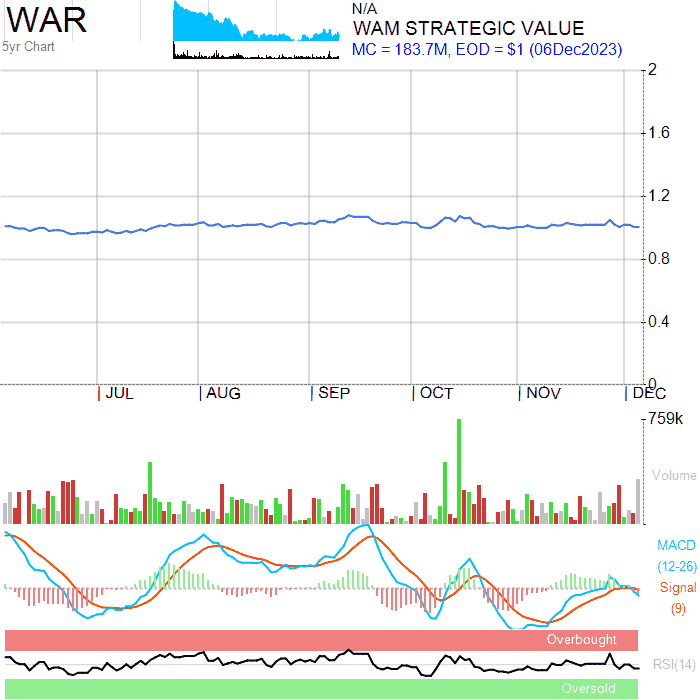 WAR
5yr Chart
N/A
WAM STRATEGIC VALUE
MC = 183.7M, EOD = $1 (06Dec2023)
2
1.6
1.2
0.8
0.4
0
JUL AUG SEP OCT NOV DEC
759k
Volume
MACD
(12-26)
Signal
(9)
Overbought
RSI(14)
Oversold